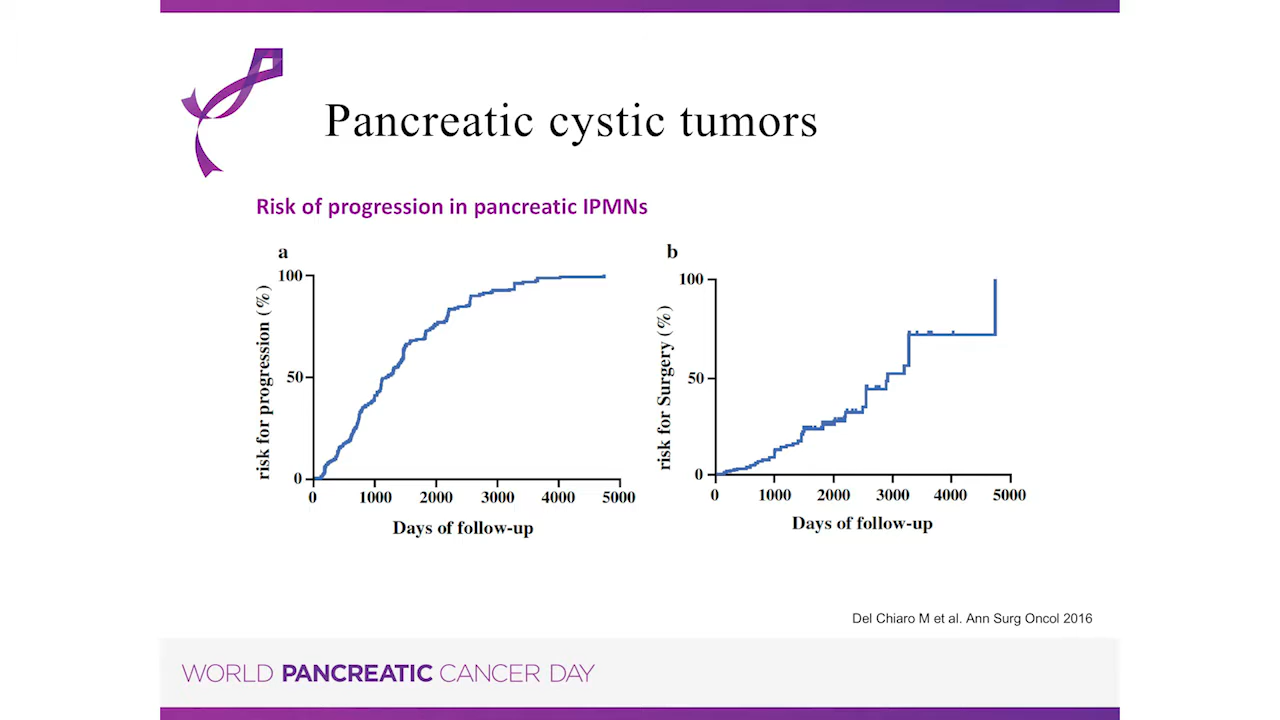 Pancreatic cystic tumors
Risk of progression in pancreatic IPMNs
a
risk for progression (%)
100
50
0
0 1000 2000 3000 4000 5000
Days of follow-up
b
risk for Surgery (%)
100
50
0
0 1000 2000 3000 4000 5000
Days of follow-up
Del Chiaro M et al. Ann Surg Oncol 2016
WORLD PANCREATIC CANCER DAY